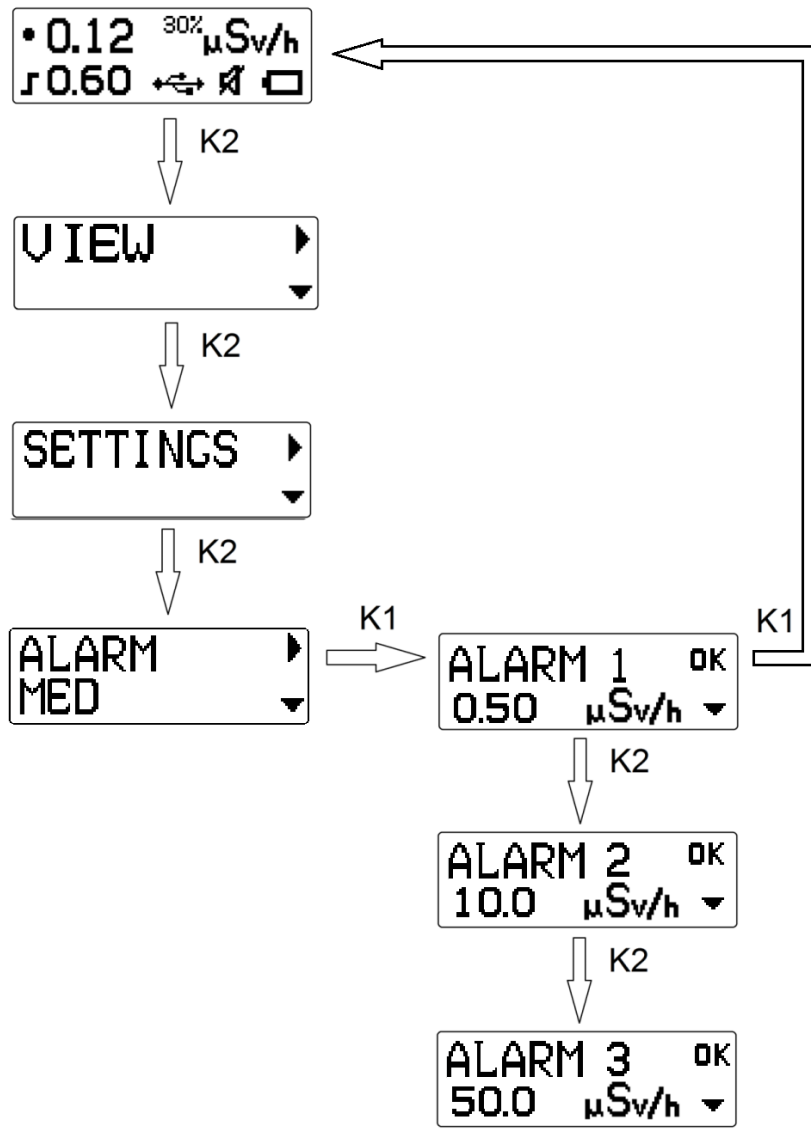 0.12 30% µSv/h
0.60
K2
VIEW
K2
SETTINGS
K2
ALARM
MED
K1
ALARM 1 OK
0.50 µSv/h
K1
K2
ALARM 2 OK
10.0 µSv/h
K2
ALARM 3 OK
50.0 µSv/h